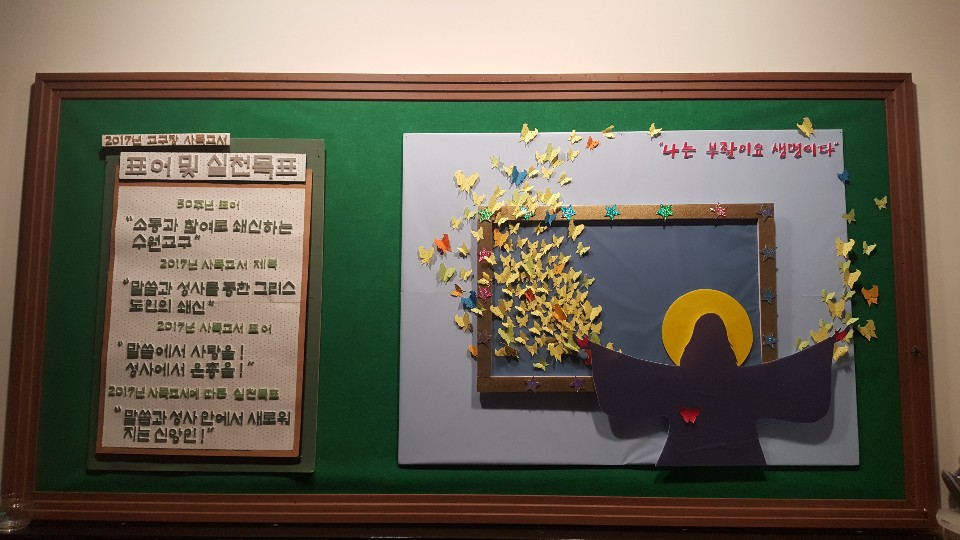 2017년 교구장 사목교서
표어 및 실천목표
50주년 표어
"소통과 참여로 쇄신하는
수원교구"
2017년 사목교서 제목
"말씀과 성사를 통한 그리스
도인의 쇄신"
2017년 사목교서 표어
"말씀에서 사랑을!
성사에서 은총을!"
2017년 사목교서에 따른 실천목표
"말씀과 성사 안에서 새로워
지는 신앙인!"
"나는 부활이요 생명이다"